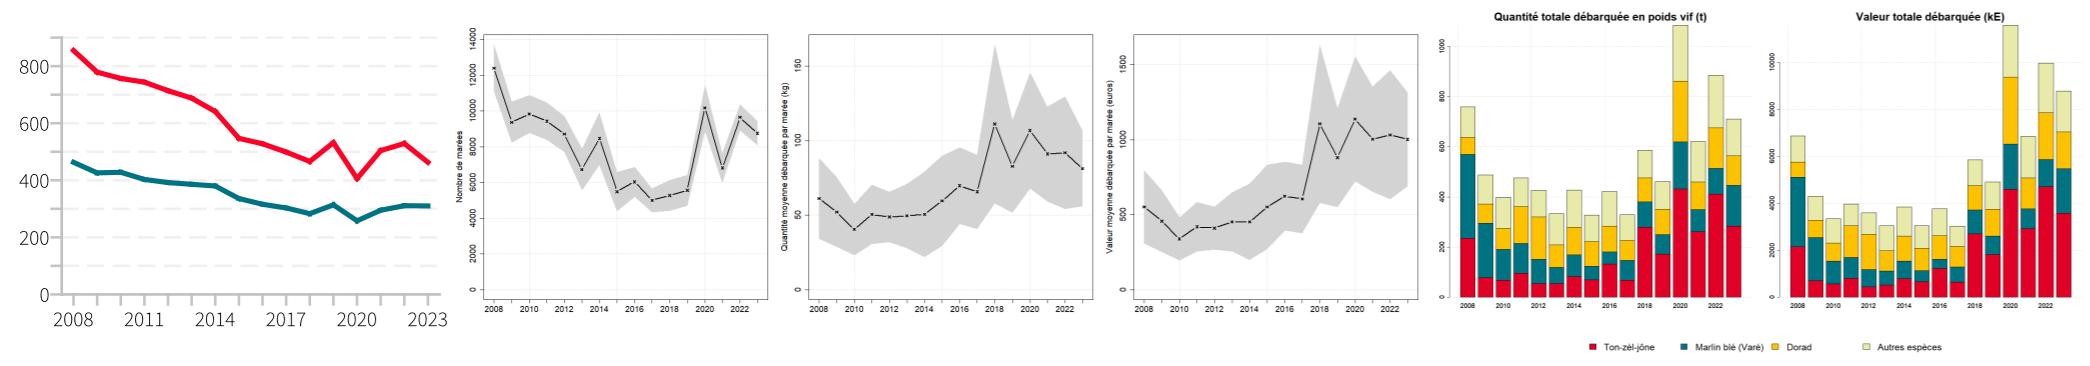 800
600
400
200
0
2008 2011 2014 2017 2020 2023
Nombre de marées
14000
12000
10000
8000
6000
4000
2000
0
2008 2010 2012 2014 2016 2018 2020 2022
Quantité moyenne débarquée par marée (kg)
150
100
50
0
2008 2010 2012 2014 2016 2018 2020 2022
Valeur moyenne débarquée par marée (euros)
1500
1000
500
0
2008 2010 2012 2014 2016 2018 2020 2022
Quantité totale débarquée en poids vif (t)
1000
800
600
400
200
0
2008 2010 2012 2014 2016 2018 2020 2022
Valeur totale débarquée (kE)
10000
8000
6000
4000
2000
0
2008 2010 2012 2014 2016 2018 2020 2022
Ton-zèl-jône Marlin blé (Varé) Dorad Autres espèces